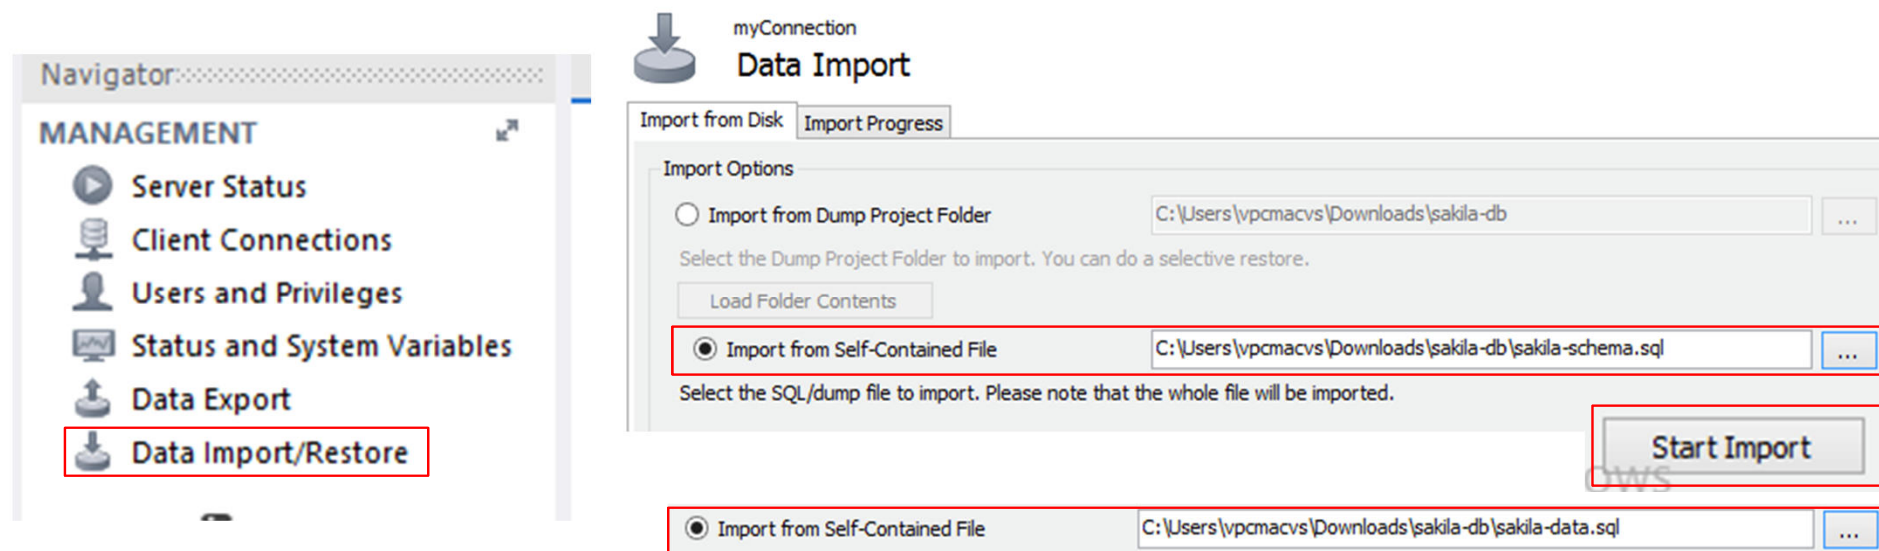 Navigator
MANAGEMENT
Server Status
Client Connections
Users and Privileges
Status and System Variables
Data Export
Data Import/Restore
myConnection
Data Import
Import from Disk
Import Progress
Import Options
Import from Dump Project Folder
C:\Users\vpcmacvs\Downloads\sakila-db
...
Select the Dump Project Folder to import. You can do a selective restore.
Load Folder Contents
Import from Self-Contained File
C:\Users\vpcmacvs\Downloads\sakila-db\sakila-schema.sql
...
Select the SQL/dump file to import. Please note that the whole file will be imported.
Start Import
ows
Import from Self-Contained File
C:\Users\vpcmacvs\Downloads\sakila-db\sakila-data.sql
...